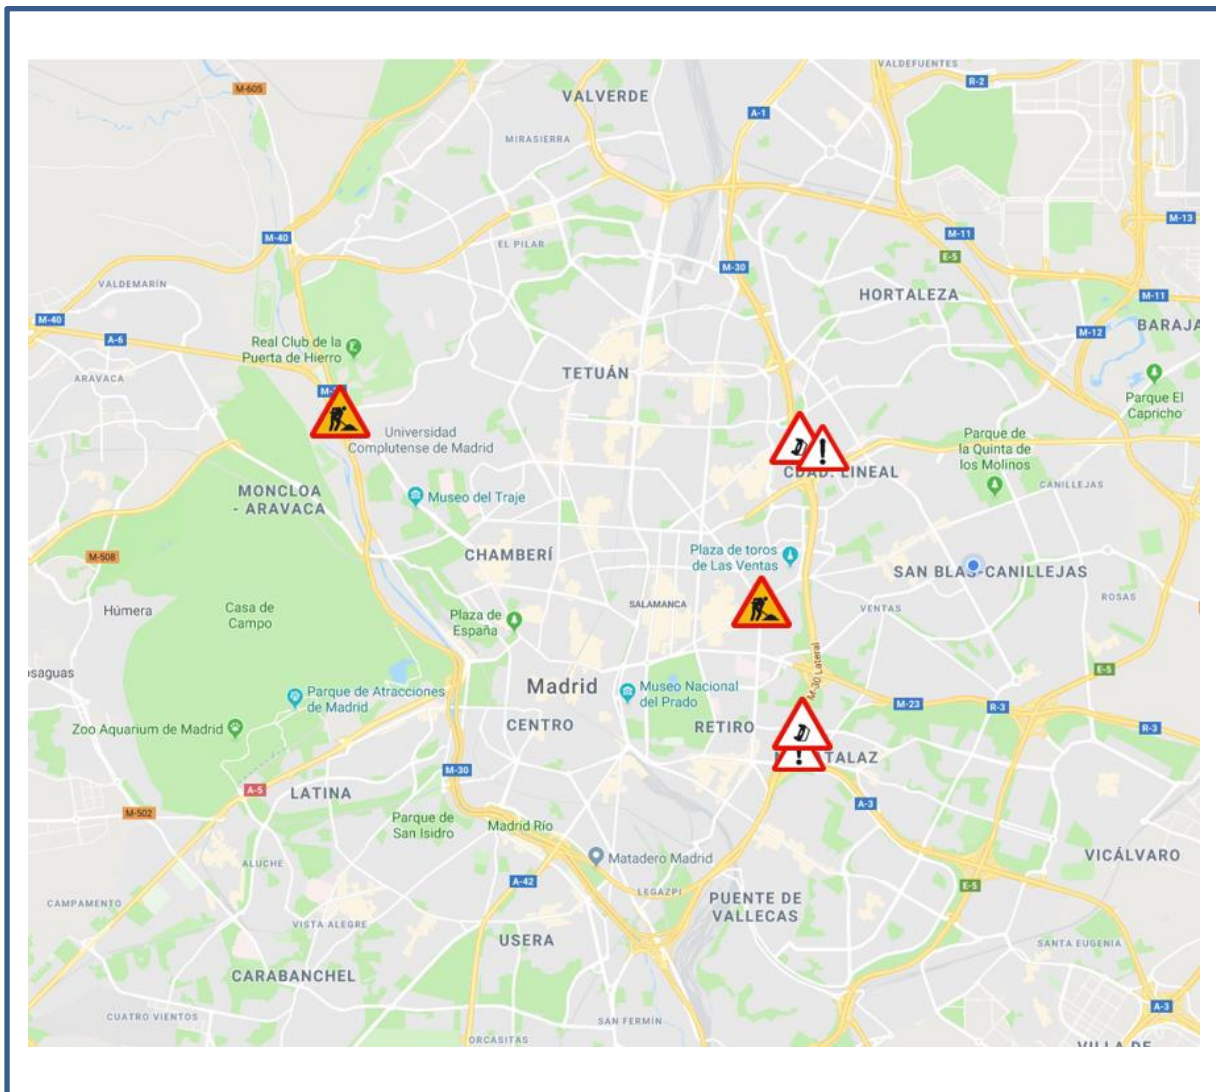 VALDEFUENTES
R-2
M-605
VALVERDE
A-1
MIRASIERRA
M-13
M-40
M-11
EL PILAR
E-5
M-30
VALDEMARÍN
HORTALEZA
M-11
M-40
BARAJA
A-6
M-12
Real Club de la
Puerta de Hierro
ARAVACA
TETUÁN
Parque El
Capricho
Universidad
Complutense de Madrid
Parque de
la Quinta de
los Molinos
CDAD. LINEAL
CANILLEJAS
MONCLOA
- ARAVACA
Museo del Traje
M-508
CHAMBERÍ
Plaza de toros
de Las Ventas
SAN BLAS-CANILLEJAS
Húmera
Casa de
Campo
Plaza de
España
SALAMANCA
VENTAS
ROSAS
M-30 Lateral
osaguas
E-5
Madrid
Parque de Atracciones
de Madrid
Museo Nacional
del Prado
M-23
R-3
Zoo Aquarium de Madrid
CENTRO
RETIRO
R-3
TALAZ
M-30
A-5
LATINA
A-3
M-502
Parque de
San Isidro
Madrid Río
Matadero Madrid
VICÁLVARO
ALUCHE
A-42
LEGAZPI
E-5
CAMPAMENTO
PUENTE DE
VALLECAS
VISTA ALEGRE
USERA
SANTA EUGENIA
CARABANCHEL
A-3
CUATRO VIENTOS
SAN FERMÍN
ORCASITAS
VILLA DE